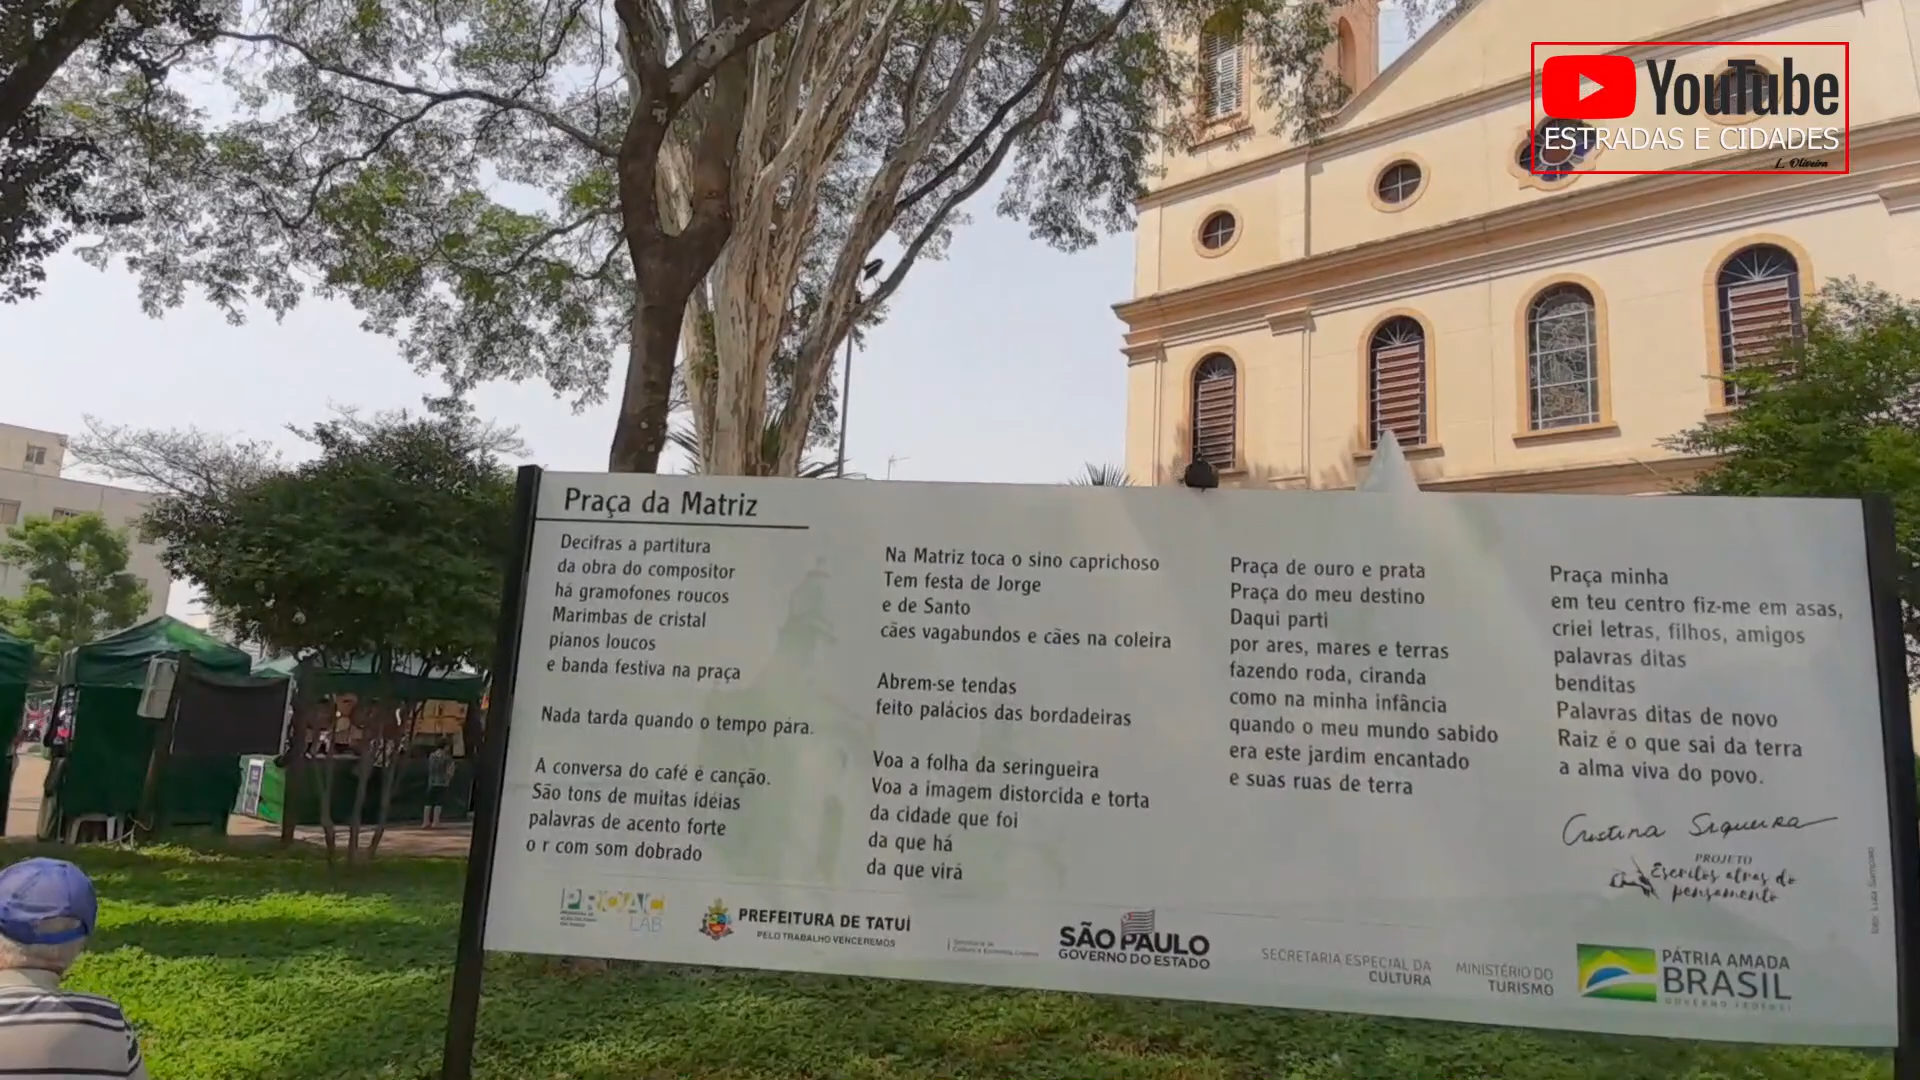 YouTube
ESTRADAS E CIDADES
L. Oliveira
Praça da Matriz
Decifras a partitura
da obra do compositor
há gramofones roucos
Marimbas de cristal
pianos loucos
e banda festiva na praça
Nada tarda quando o tempo pára.
A conversa do café é canção.
São tons de muitas idéias
palavras de acento forte
o r com som dobrado
Na Matriz toca o sino caprichoso
Tem festa de Jorge
e de Santo
cães vagabundos e cães na coleira
Abrem-se tendas
feito palácios das bordadeiras
Voa a folha da seringueira
Voa a imagem distorcida e torta
da cidade que foi
da que há
da que virá
Praça de ouro e prata
Praça do meu destino
Daqui parti
por ares, mares e terras
fazendo roda, ciranda
como na minha infância
quando o meu mundo sabido
era este jardim encantado
e suas ruas de terra
Praça minha
em teu centro fiz-me em asas,
criei letras, filhos, amigos
palavras ditas
benditas
Palavras ditas de novo
Raiz é o que sai da terra
a alma viva do povo.
Cristina Siqueira
PROJETO
Escritos atras do
pensamento
PROAC
LAB
PREFEITURA DE TATUÍ
PELO TRABALHO VENCEREMOS
SÃO PAULO
GOVERNO DO ESTADO
SECRETARIA ESPECIAL DA
CULTURA
MINISTÉRIO DO
TURISMO
PÁTRIA AMADA
BRASIL
GOVERNO FEDERAL